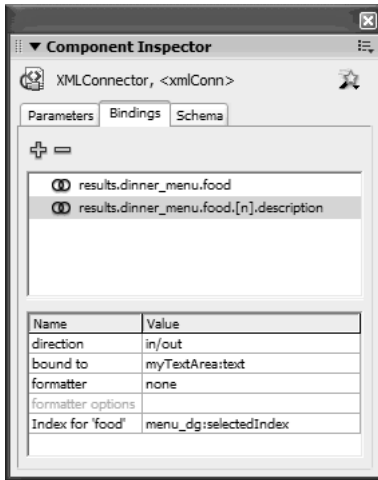 Component Inspector
XMLConnector, <xmlConn>
Parameters Bindings Schema
results.dinner_menu.food
results.dinner_menu.food.[n].description
Name Value
direction in/out
bound to myTextArea:text
formatter none
formatter options
Index for 'food' menu_dg:selectedIndex